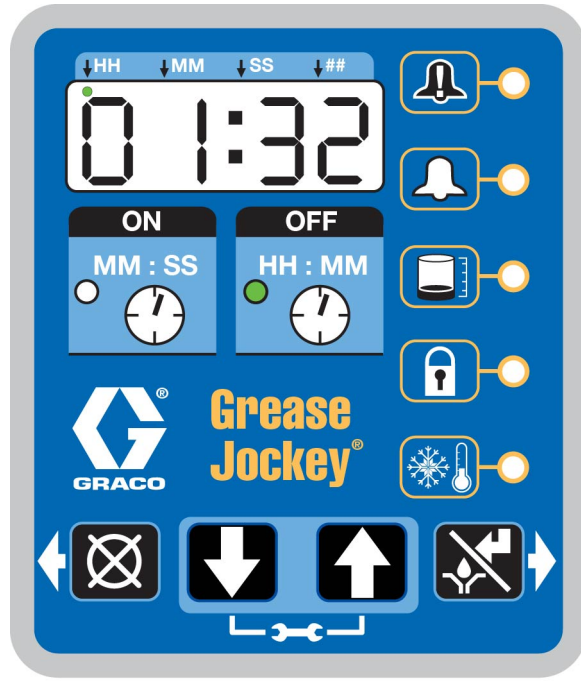 HH MM SS ##
01:32
ON OFF
MM : SS HH : MM
Grease
Jockey®
®
GRACO